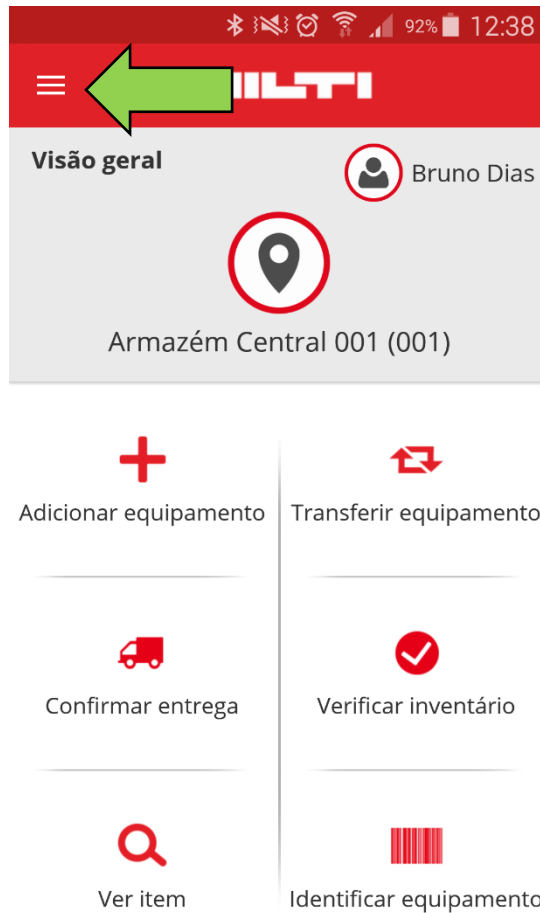 92% 12:38
HILTI
Visão geral
Bruno Dias
Armazém Central 001 (001)
Adicionar equipamento
Transferir equipamento
Confirmar entrega
Verificar inventário
Ver item
Identificar equipamento